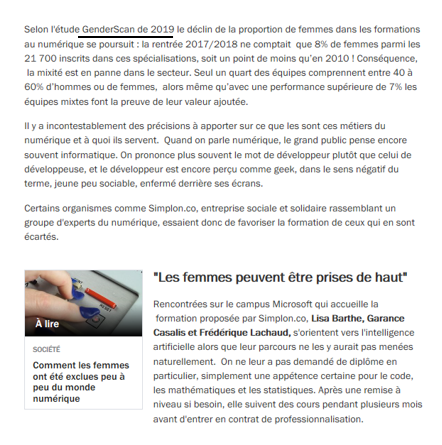 Selon l'étude GenderScan de 2019 le déclin de la proportion de femmes dans les formations
au numérique se poursuit : la rentrée 2017/2018 ne comptait que 8% de femmes parmi les
21 700 inscrits dans ces spécialisations, soit un point de moins qu'en 2010 ! Conséquence,
la mixité est en panne dans le secteur. Seul un quart des équipes comprennent entre 40 à
60% d'hommes ou de femmes, alors même qu'avec une performance supérieure de 7% les
équipes mixtes font la preuve de leur valeur ajoutée.
Il y a incontestablement des précisions à apporter sur ce que les sont ces métiers du
numérique et à quoi ils servent. Quand on parle numérique, le grand public pense encore
souvent informatique. On prononce plus souvent le mot de développeur plutôt que celui de
développeuse, et le développeur est encore perçu comme geek, dans le sens négatif du
terme, jeune peu sociable, enfermé derrière ses écrans.
Certains organismes comme Simplon.co, entreprise sociale et solidaire rassemblant un
groupe d'experts du numérique, essaient donc de favoriser la formation de ceux qui en sont
écartés.
À lire
SOCIÉTÉ
Comment les femmes
ont été exclues peu à
peu du monde
numérique
"Les femmes peuvent être prises de haut"
Rencontrées sur le campus Microsoft qui accueille la
formation proposée par Simplon.co, Lisa Barthe, Garance
Casalis et Frédérique Lachaud, s'orientent vers l'intelligence
artificielle alors que leur parcours ne les y aurait pas menées
naturellement. On ne leur a pas demandé de diplôme en
particulier, simplement une appétence certaine pour le code,
les mathématiques et les statistiques. Après une remise à
niveau si besoin, elle suivent des cours pendant plusieurs mois
avant d'entrer en contrat de professionnalisation.